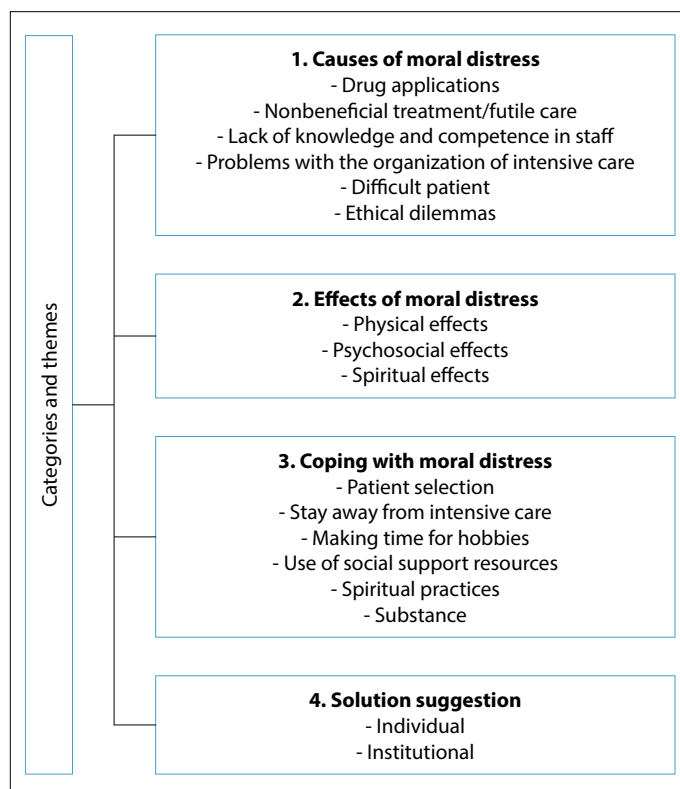 Categories and themes
1. Causes of moral distress
- Drug applications
- Nonbeneficial treatment/futile care
- Lack of knowledge and competence in staff
- Problems with the organization of intensive care
- Difficult patient
- Ethical dilemmas
2. Effects of moral distress
- Physical effects
- Psychosocial effects
- Spiritual effects
3. Coping with moral distress
- Patient selection
- Stay away from intensive care
- Making time for hobbies
- Use of social support resources
- Spiritual practices
- Substance
4. Solution suggestion
- Individual
- Institutional